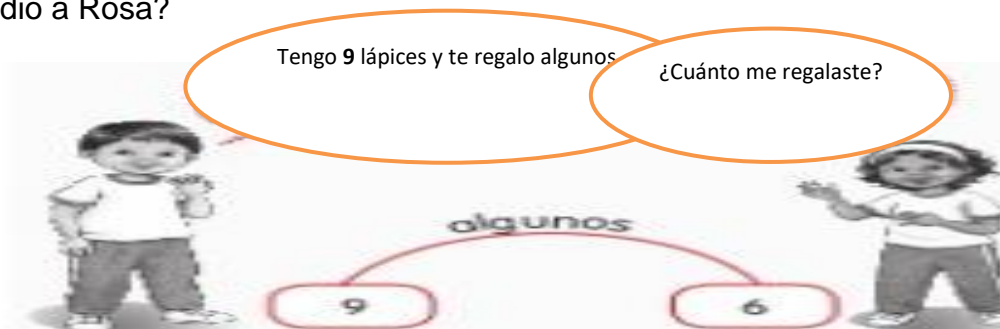 dio a Rosa?
Tengo 9 lápices y te regalo algunos
¿Cuánto me regalaste?
algunos
9
6